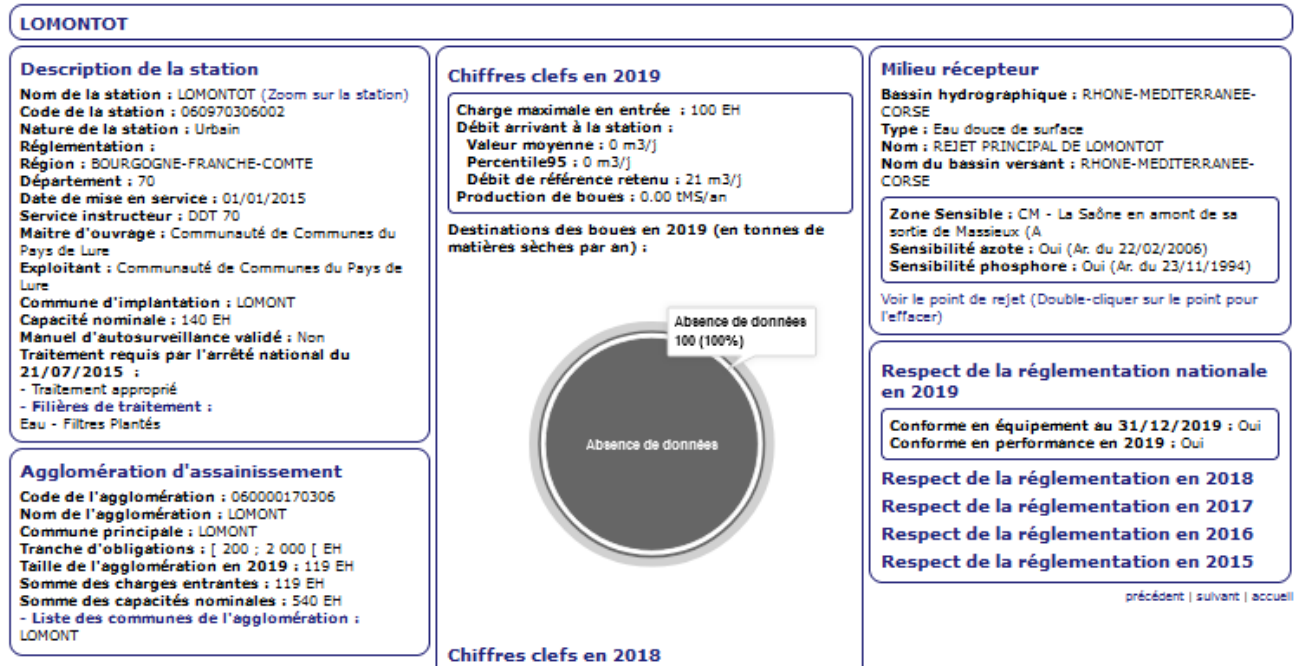 LOMONTOT
Description de la station
Nom de la station : LOMONTOT (Zoom sur la station)
Code de la station : 060970306002
Nature de la station : Urbain
Réglementation :
Région : BOURGOGNE-FRANCHE-COMTE
Département : 70
Date de mise en service : 01/01/2015
Service instructeur : DDT 70
Maitre d'ouvrage : Communauté de Communes du
Pays de Lure
Exploitant : Communauté de Communes du Pays de
Lure
Commune d'implantation : LOMONT
Capacité nominale : 140 EH
Manuel d'autosurveillance validé : Non
Traitement requis par l'arrêté national du
21/07/2015 :
- Traitement approprié
- Filières de traitement :
Eau - Filtres Plantés
Agglomération d'assainissement
Code de l'agglomération : 060000170306
Nom de l'agglomération : LOMONT
Commune principale : LOMONT
Tranche d'obligations : [ 200 ; 2 000 [ EH
Taille de l'agglomération en 2019 : 119 EH
Somme des charges entrantes : 119 EH
Somme des capacités nominales : 540 EH
- Liste des communes de l'agglomération :
LOMONT
Chiffres clefs en 2019
Charge maximale en entrée : 100 EH
Débit arrivant à la station :
Valeur moyenne : 0 m3/j
Percentile95 : 0 m3/j
Débit de référence retenu : 21 m3/j
Production de boues : 0.00 tMS/an
Destinations des boues en 2019 (en tonnes de
matières sèches par an) :
Absence de données
100 (100%)
Absence de données
Chiffres clefs en 2018
Milieu récepteur
Bassin hydrographique : RHONE-MEDITERRANEE-
CORSE
Type : Eau douce de surface
Nom : REJET PRINCIPAL DE LOMONTOT
Nom du bassin versant : RHONE-MEDITERRANEE-
CORSE
Zone Sensible : CM - La Saône en amont de sa
sortie de Massieux (A
Sensibilité azote : Oui (Ar. du 22/02/2006)
Sensibilité phosphore : Oui (Ar. du 23/11/1994)
Voir le point de rejet (Double-cliquer sur le point pour
l'effacer)
Respect de la réglementation nationale
en 2019
Conforme en équipement au 31/12/2019 : Oui
Conforme en performance en 2019 : Oui
Respect de la réglementation en 2018
Respect de la réglementation en 2017
Respect de la réglementation en 2016
Respect de la réglementation en 2015
précédent | suivant | accueil